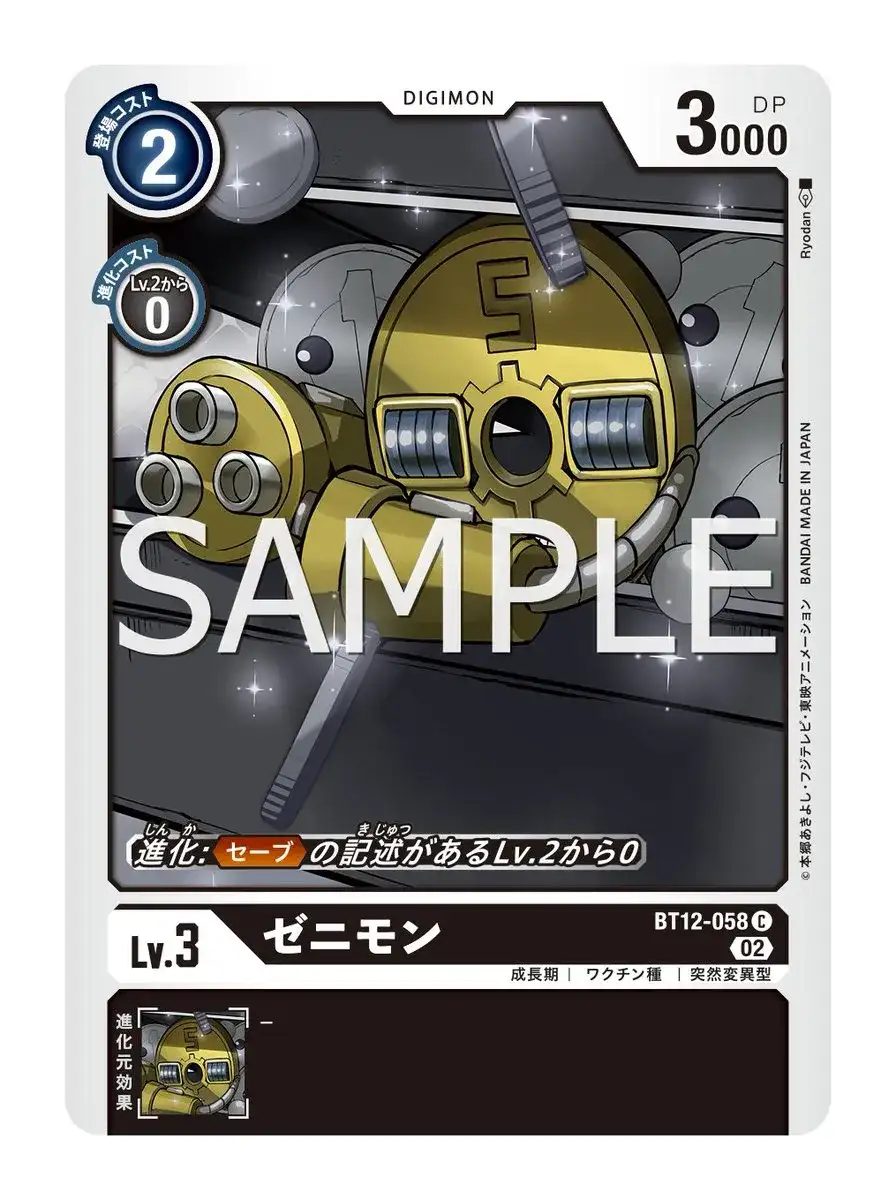 DIGIMON
登場コスト
2
3000
DP
進化コスト
Lv.2から
0
Ryodan
5
SAMPLE
進化:セーブの記述があるLv.2から0
しんか
きじゅつ
©本郷あきよし・フジテレビ・東映アニメーション BANDAI MADE IN JAPAN
Lv.3
ゼニモン
BT12-058 C
02
成長期 | ワクチン種 | 突然変異型
進化元効果
–